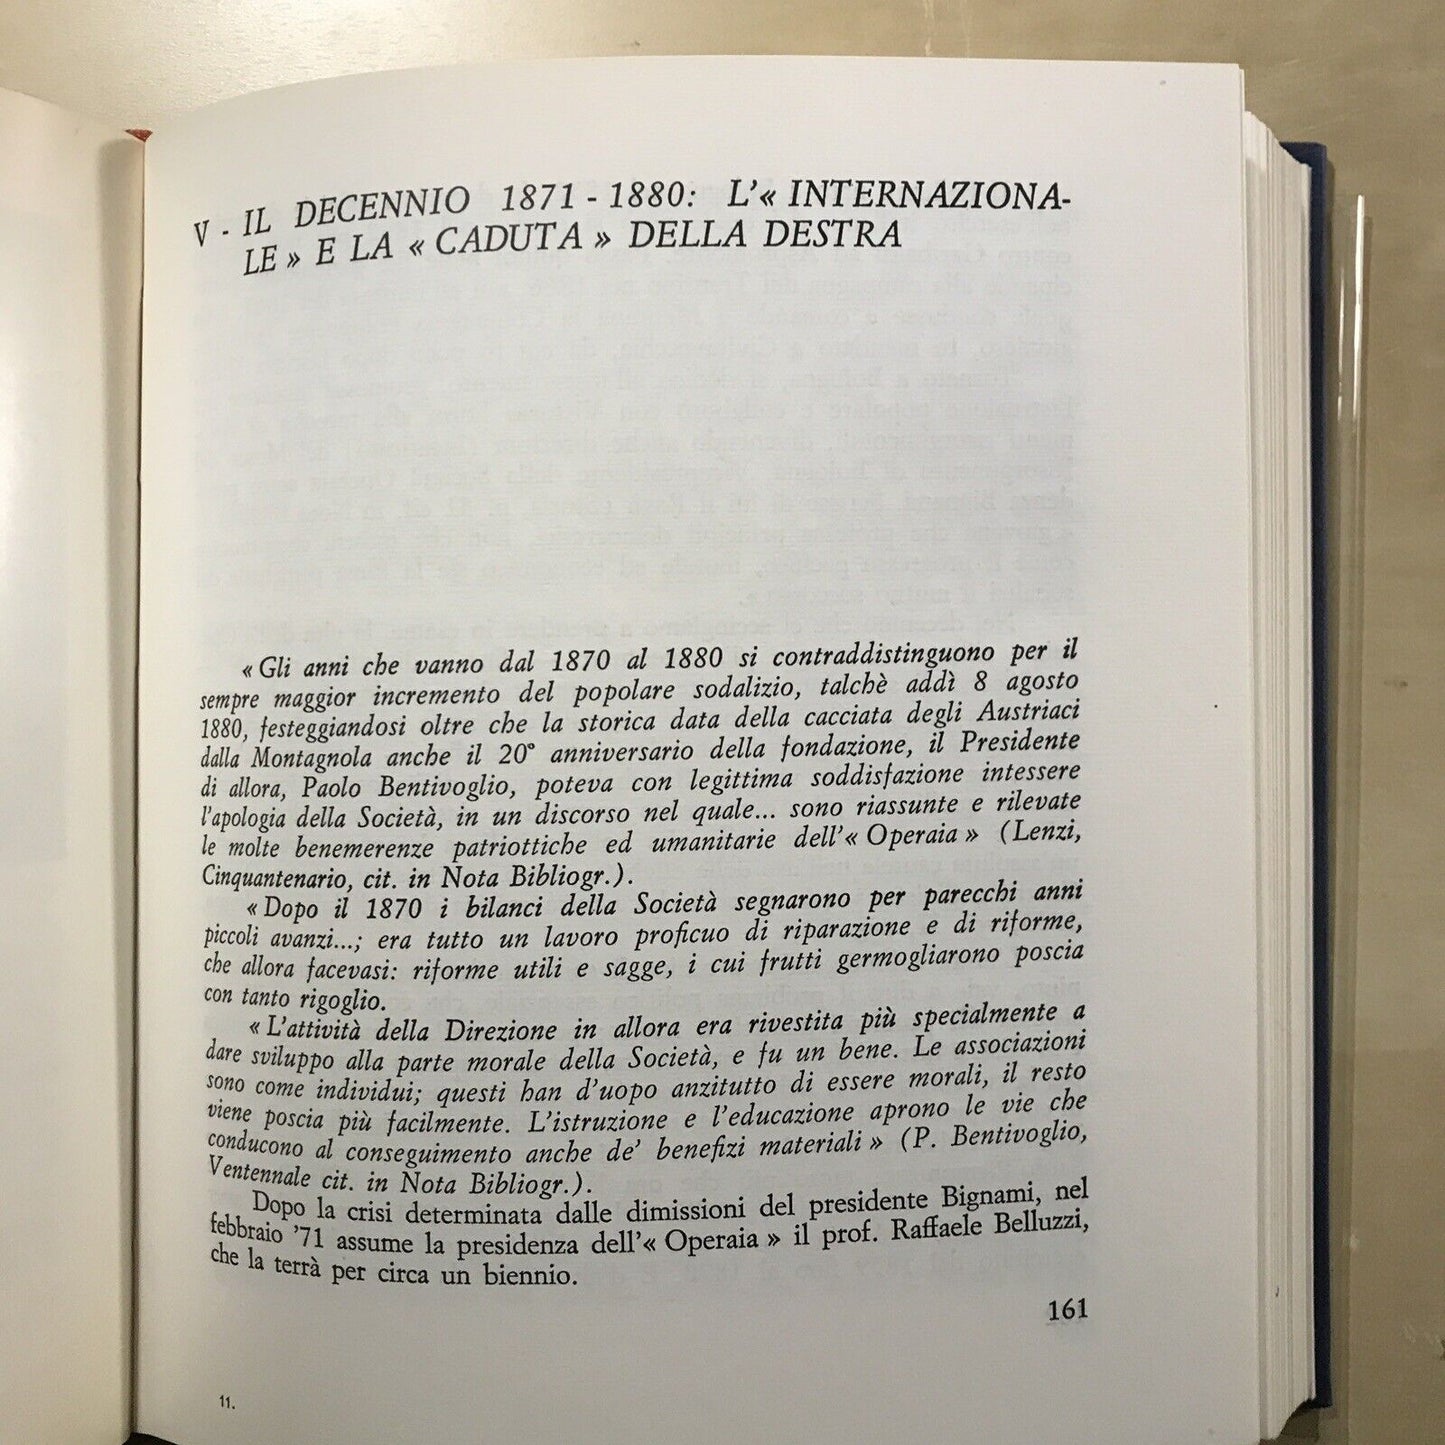 V - IL DECENNIO 1871 - 1880: L'« INTERNAZIONA-
LE » E LA « CADUTA » DELLA DESTRA
« Gli anni che vanno dal 1870 al 1880 si contraddistinguono per il
sempre maggior incremento del popolare sodalizio, talchè addì 8 agosto
1880, festeggiandosi oltre che la storica data della cacciata degli Austriaci
dalla Montagnola anche il 20° anniversario della fondazione, il Presidente
di allora, Paolo Bentivoglio, poteva con legittima soddisfazione intessere
l'apologia della Società, in un discorso nel quale... sono riassunte e rilevate
le molte benemerenze patriottiche ed umanitarie dell'« Operaia » (Lenzi,
Cinquantenario, cit. in Nota Bibliogr.).
« Dopo il 1870 i bilanci della Società segnarono per parecchi anni
piccoli avanzi...; era tutto un lavoro proficuo di riparazione e di riforme,
che allora facevasi: riforme utili e sagge, i cui frutti germogliarono poscia
con tanto rigoglio.
« L'attività della Direzione in allora era rivestita più specialmente a
dare sviluppo alla parte morale della Società, e fu un bene. Le associazioni
sono come individui; questi han d'uopo anzitutto di essere morali, il resto
viene poscia più facilmente. L'istruzione e l'educazione aprono le vie che
conducono al conseguimento anche de' benefizi materiali » (P. Bentivoglio,
Ventennale cit. in Nota Bibliogr.).
Dopo la crisi determinata dalle dimissioni del presidente Bignami, nel
febbraio '71 assume la presidenza dell'« Operaia » il prof. Raffaele Belluzzi,
che la terrà per circa un biennio.
161
11.